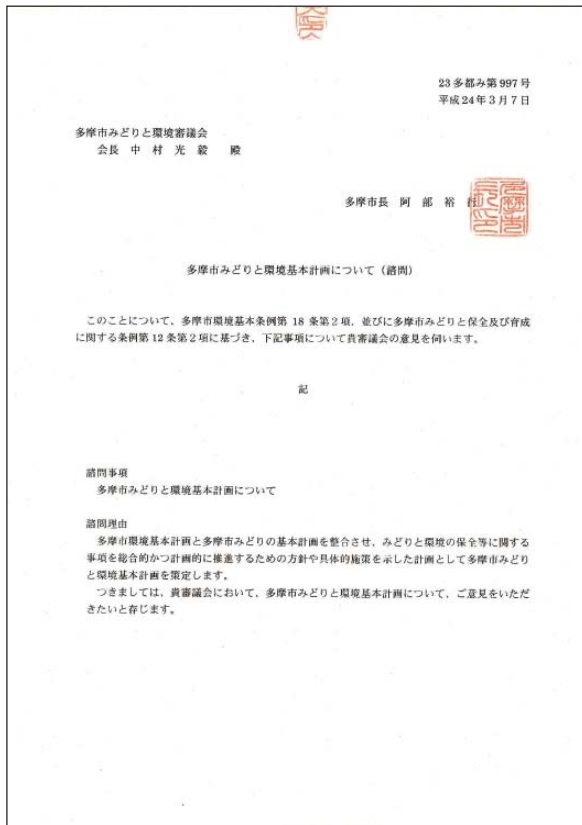 23多都み第997号
平成24年3月7日
多摩市みどりと環境審議会
会長 中村光毅 殿
多摩市長 阿部裕行
多摩市みどりと環境基本計画について（諮問）
このことについて、多摩市環境基本条例第18条第2項、並びに多摩市みどりと保全及び育成
に関する条例第12条第2項に基づき、下記事項について貴審議会の意見を伺います。
記
諮問事項
多摩市みどりと環境基本計画について
諮問理由
多摩市環境基本計画と多摩市みどりの基本計画を整合させ、みどりと環境の保全等に関する
事項を総合的かつ計画的に推進するための方針や具体的施策を示した計画として多摩市みどり
と環境基本計画を策定します。
つきましては、貴審議会において、多摩市みどりと環境基本計画について、ご意見をいただ
きたいと存じます。